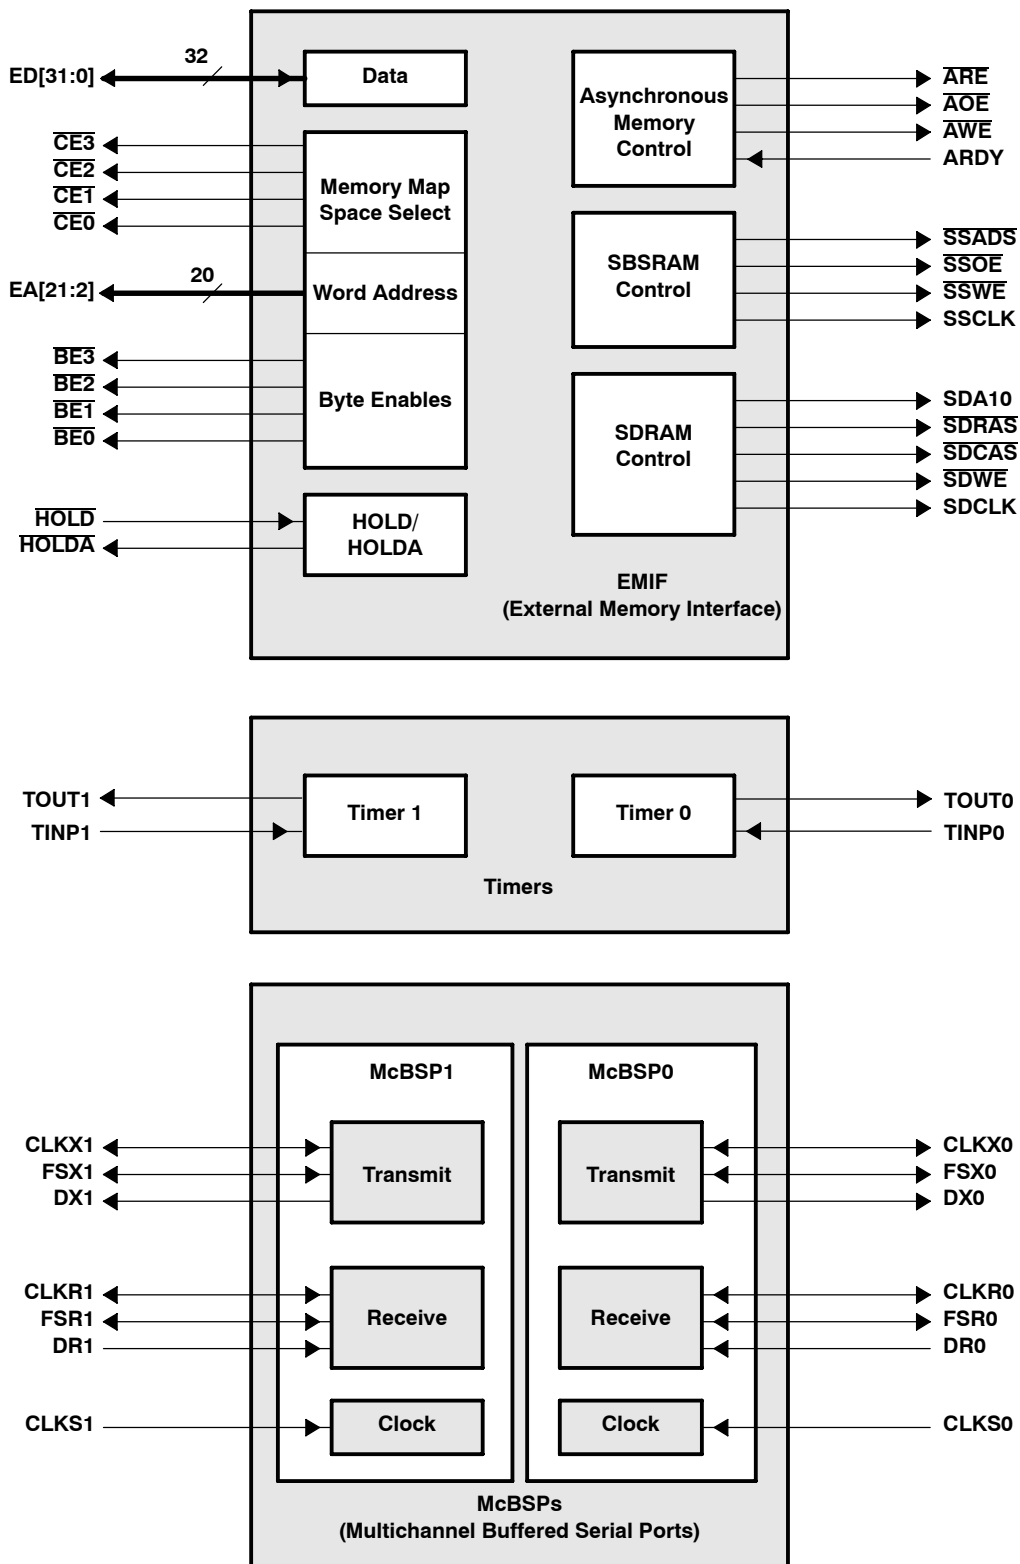 32
ED[31:0]
Data
CE3
CE2
CE1
CE0
Memory Map
Space Select
20
EA[21:2]
Word Address
BE3
BE2
BE1
BE0
Byte Enables
HOLD
HOLDA
HOLD/
HOLDA
Asynchronous
Memory
Control
ARE
AOE
AWE
ARDY
SBSRAM
Control
SSADS
SSOE
SSWE
SSCLK
SDRAM
Control
SDA10
SDRAS
SDCAS
SDWE
SDCLK
EMIF
(External Memory Interface)
TOUT1
TINP1
Timer 1
Timer 0
TOUT0
TINP0
Timers
McBSP1
McBSP0
CLKX1
FSX1
DX1
Transmit
Transmit
CLKX0
FSX0
DX0
CLKR1
FSR1
DR1
Receive
Receive
CLKR0
FSR0
DR0
CLKS1
Clock
Clock
CLKS0
McBSPs
(Multichannel Buffered Serial Ports)